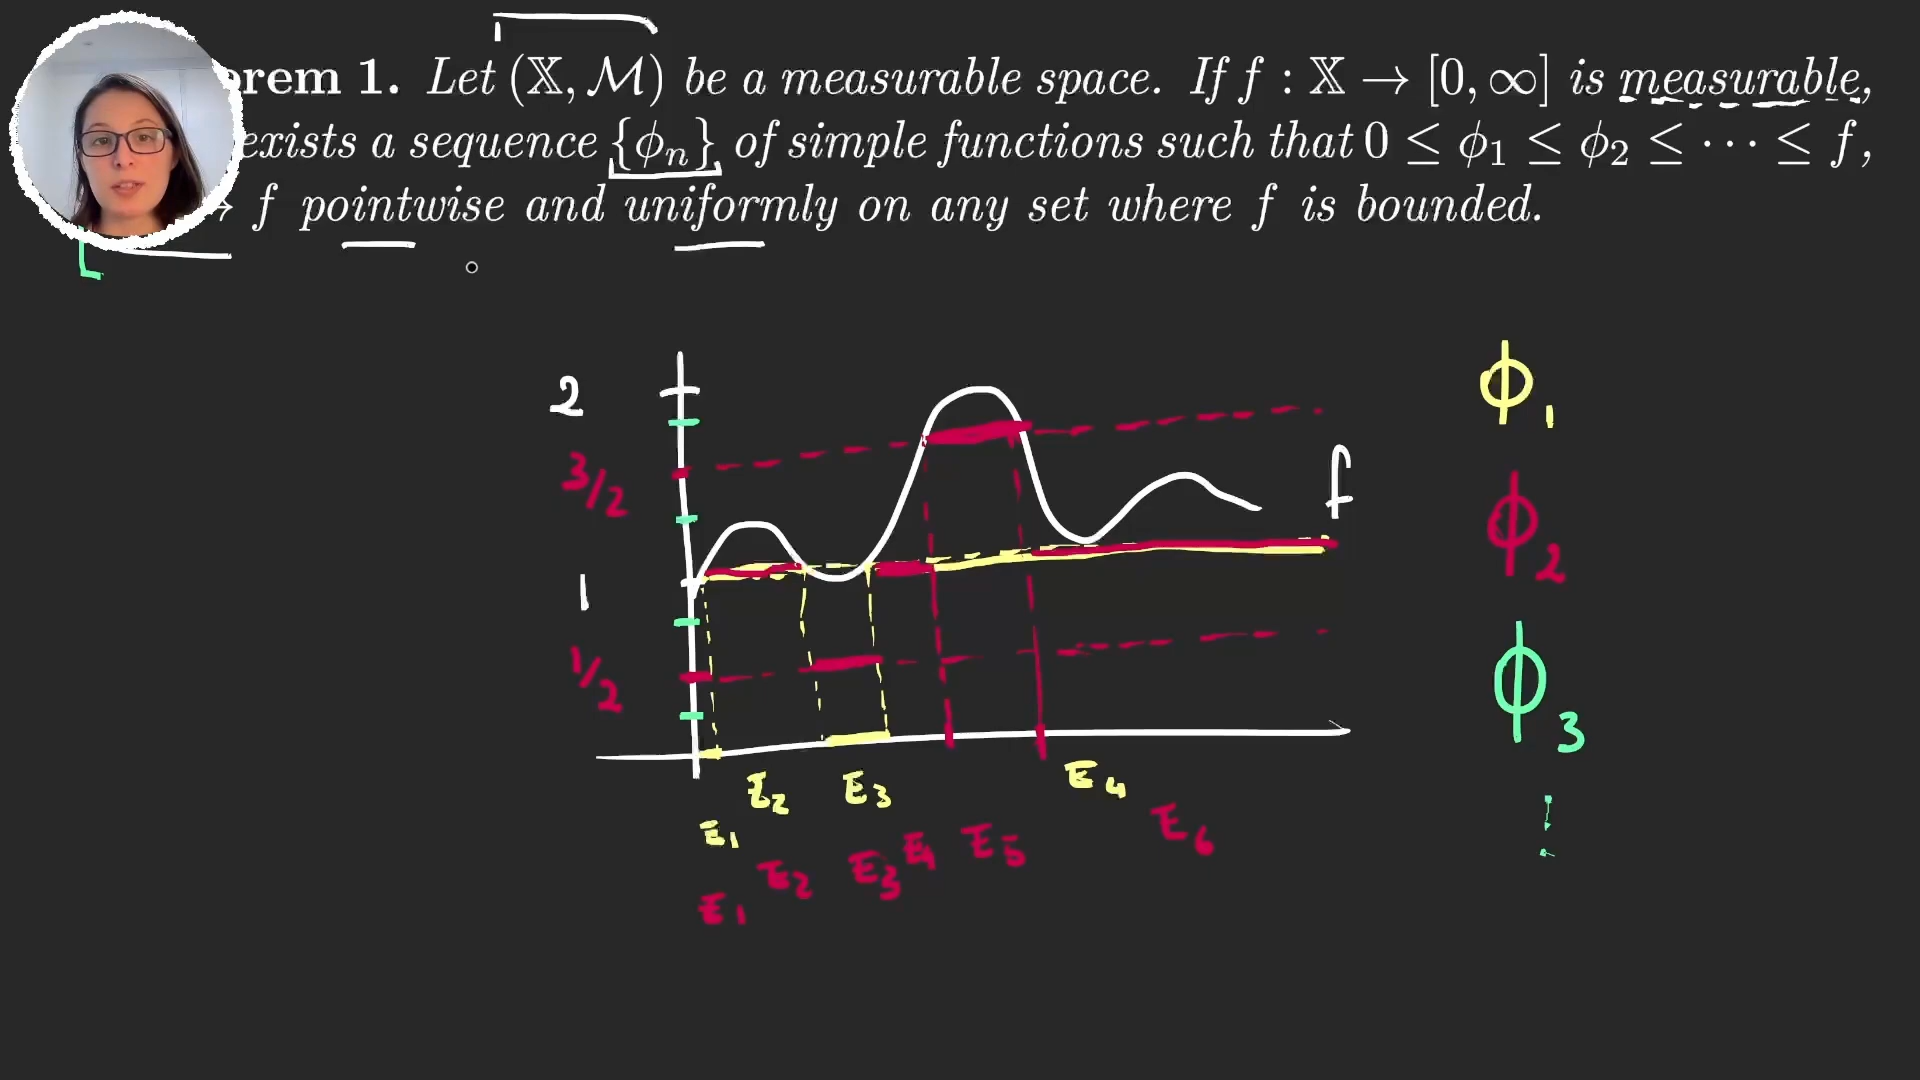 orem 1. Let (𝕏, ℳ) be a measurable space. If f : 𝕏 → [0, ∞] is measurable,
exists a sequence {ϕₙ} of simple functions such that 0 ≤ ϕ₁ ≤ ϕ₂ ≤ ⋯ ≤ f,
→ f pointwise and uniformly on any set where f is bounded.
2
ϕ₁
3/2
f
ϕ₂
1
1/2
ϕ₃
E₂ E₃ E₄
E₁
E₂ E₃ E₄ E₅ E₆
E₁